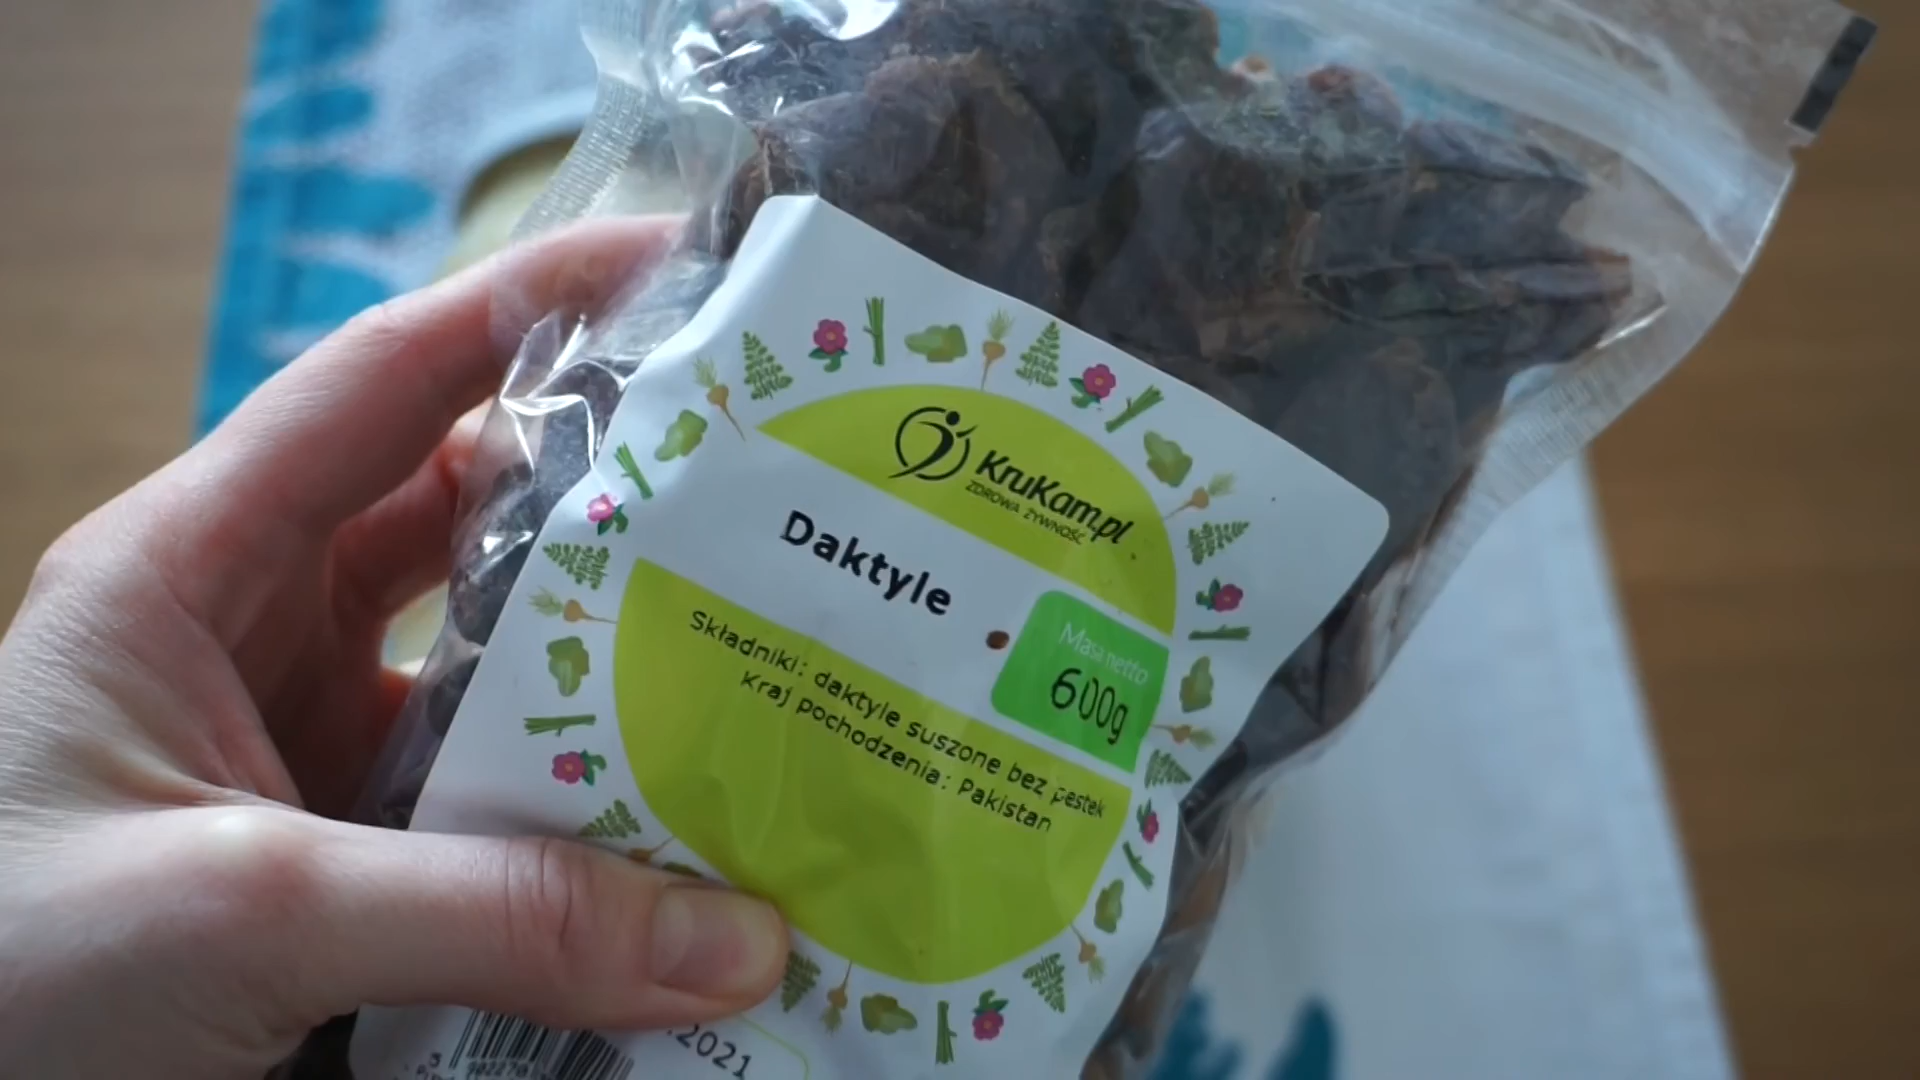 KruKam.pl
ZDROWA ŻYWNOŚĆ
Daktyle
Masa netto
600g
Składniki: daktyle suszone bez pestek
Kraj pochodzenia: Pakistan
.2021